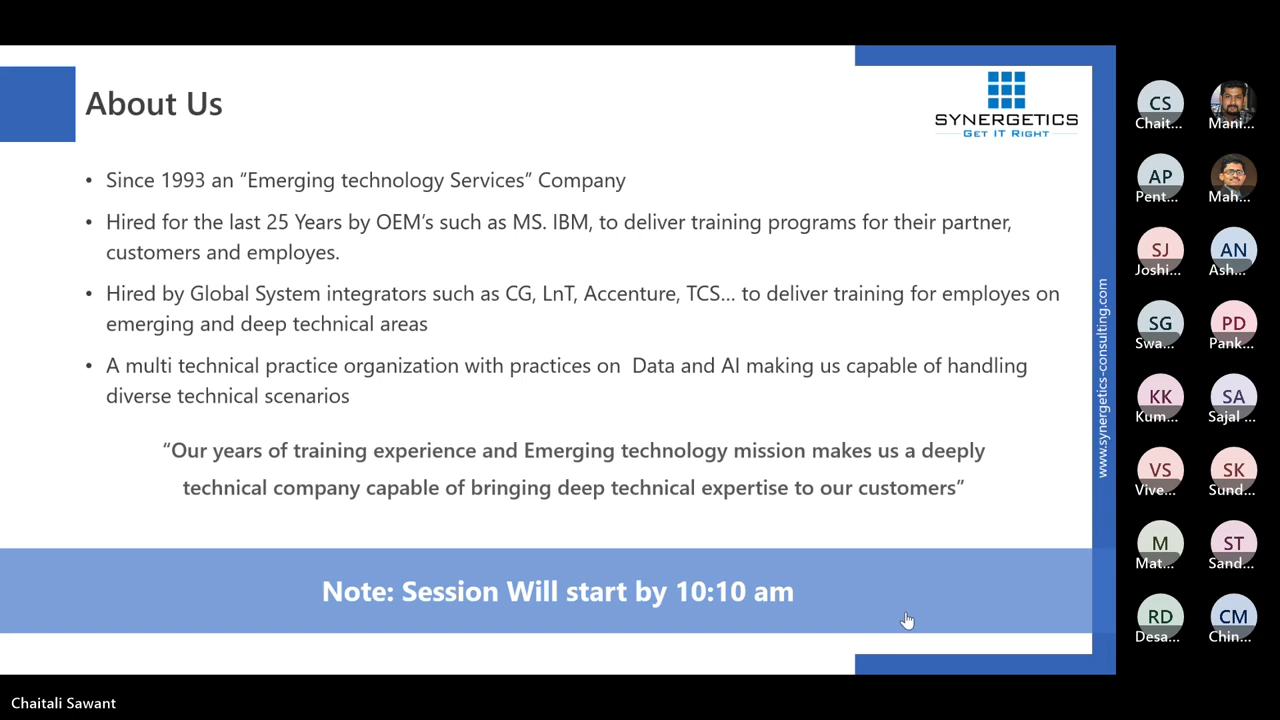 About Us
SYNERGETICS
GET IT RIGHT
• Since 1993 an “Emerging technology Services” Company
• Hired for the last 25 Years by OEM’s such as MS. IBM, to deliver training programs for their partner,
customers and employes.
• Hired by Global System integrators such as CG, LnT, Accenture, TCS... to deliver training for employes on
emerging and deep technical areas
• A multi technical practice organization with practices on  Data and AI making us capable of handling
diverse technical scenarios
“Our years of training experience and Emerging technology mission makes us a deeply
technical company capable of bringing deep technical expertise to our customers”
Note: Session Will start by 10:10 am
www.synergetics-consulting.com
CS
Chait...
Mani...
AP
Pent...
Mah...
SJ
Joshi...
AN
Ash...
SG
Swa...
PD
Pank...
KK
Kum...
SA
Sajal ...
VS
Vive...
SK
Sund...
M
Mat...
ST
Sand...
RD
Desa...
CM
Chin...
Chaitali Sawant